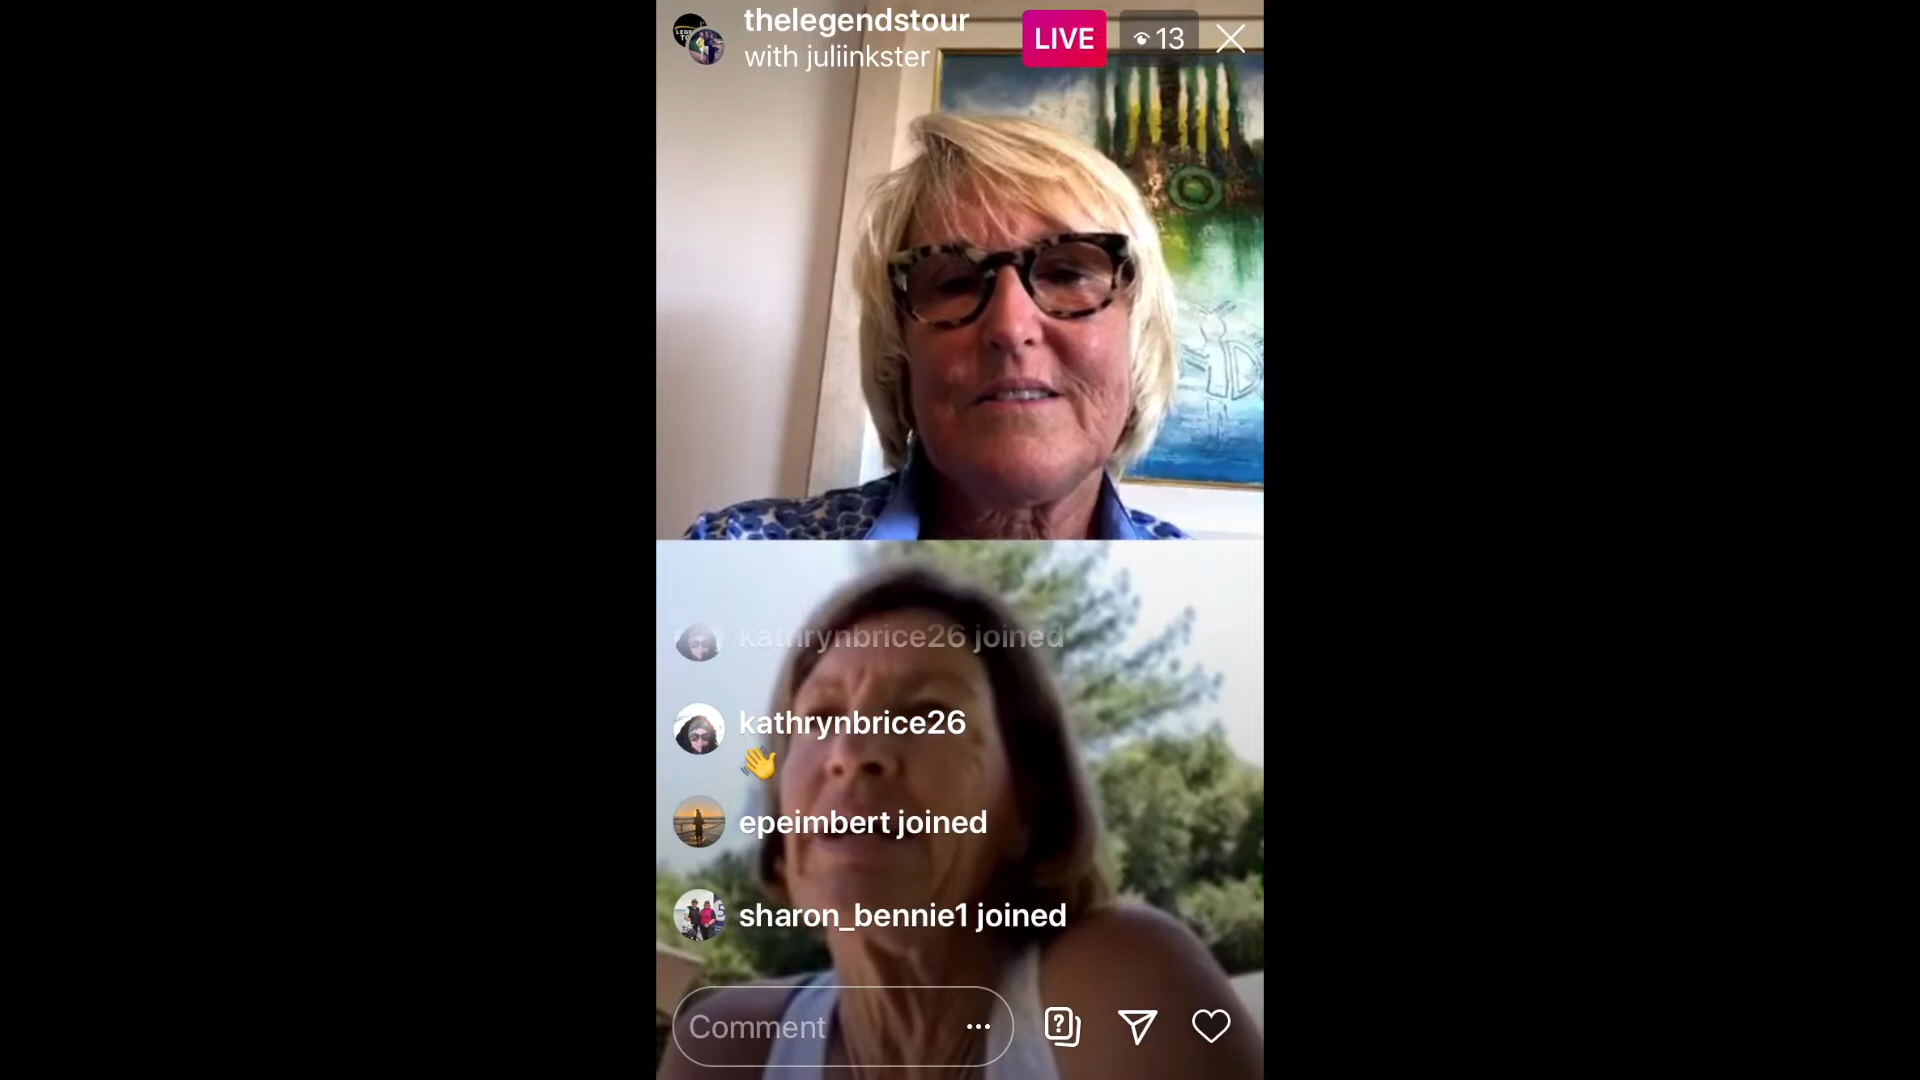 thelegendstour
with juliinkster
LIVE
13
kathrynbrice26 joined
kathrynbrice26
👋
epeimbert joined
sharon_bennie1 joined
Comment